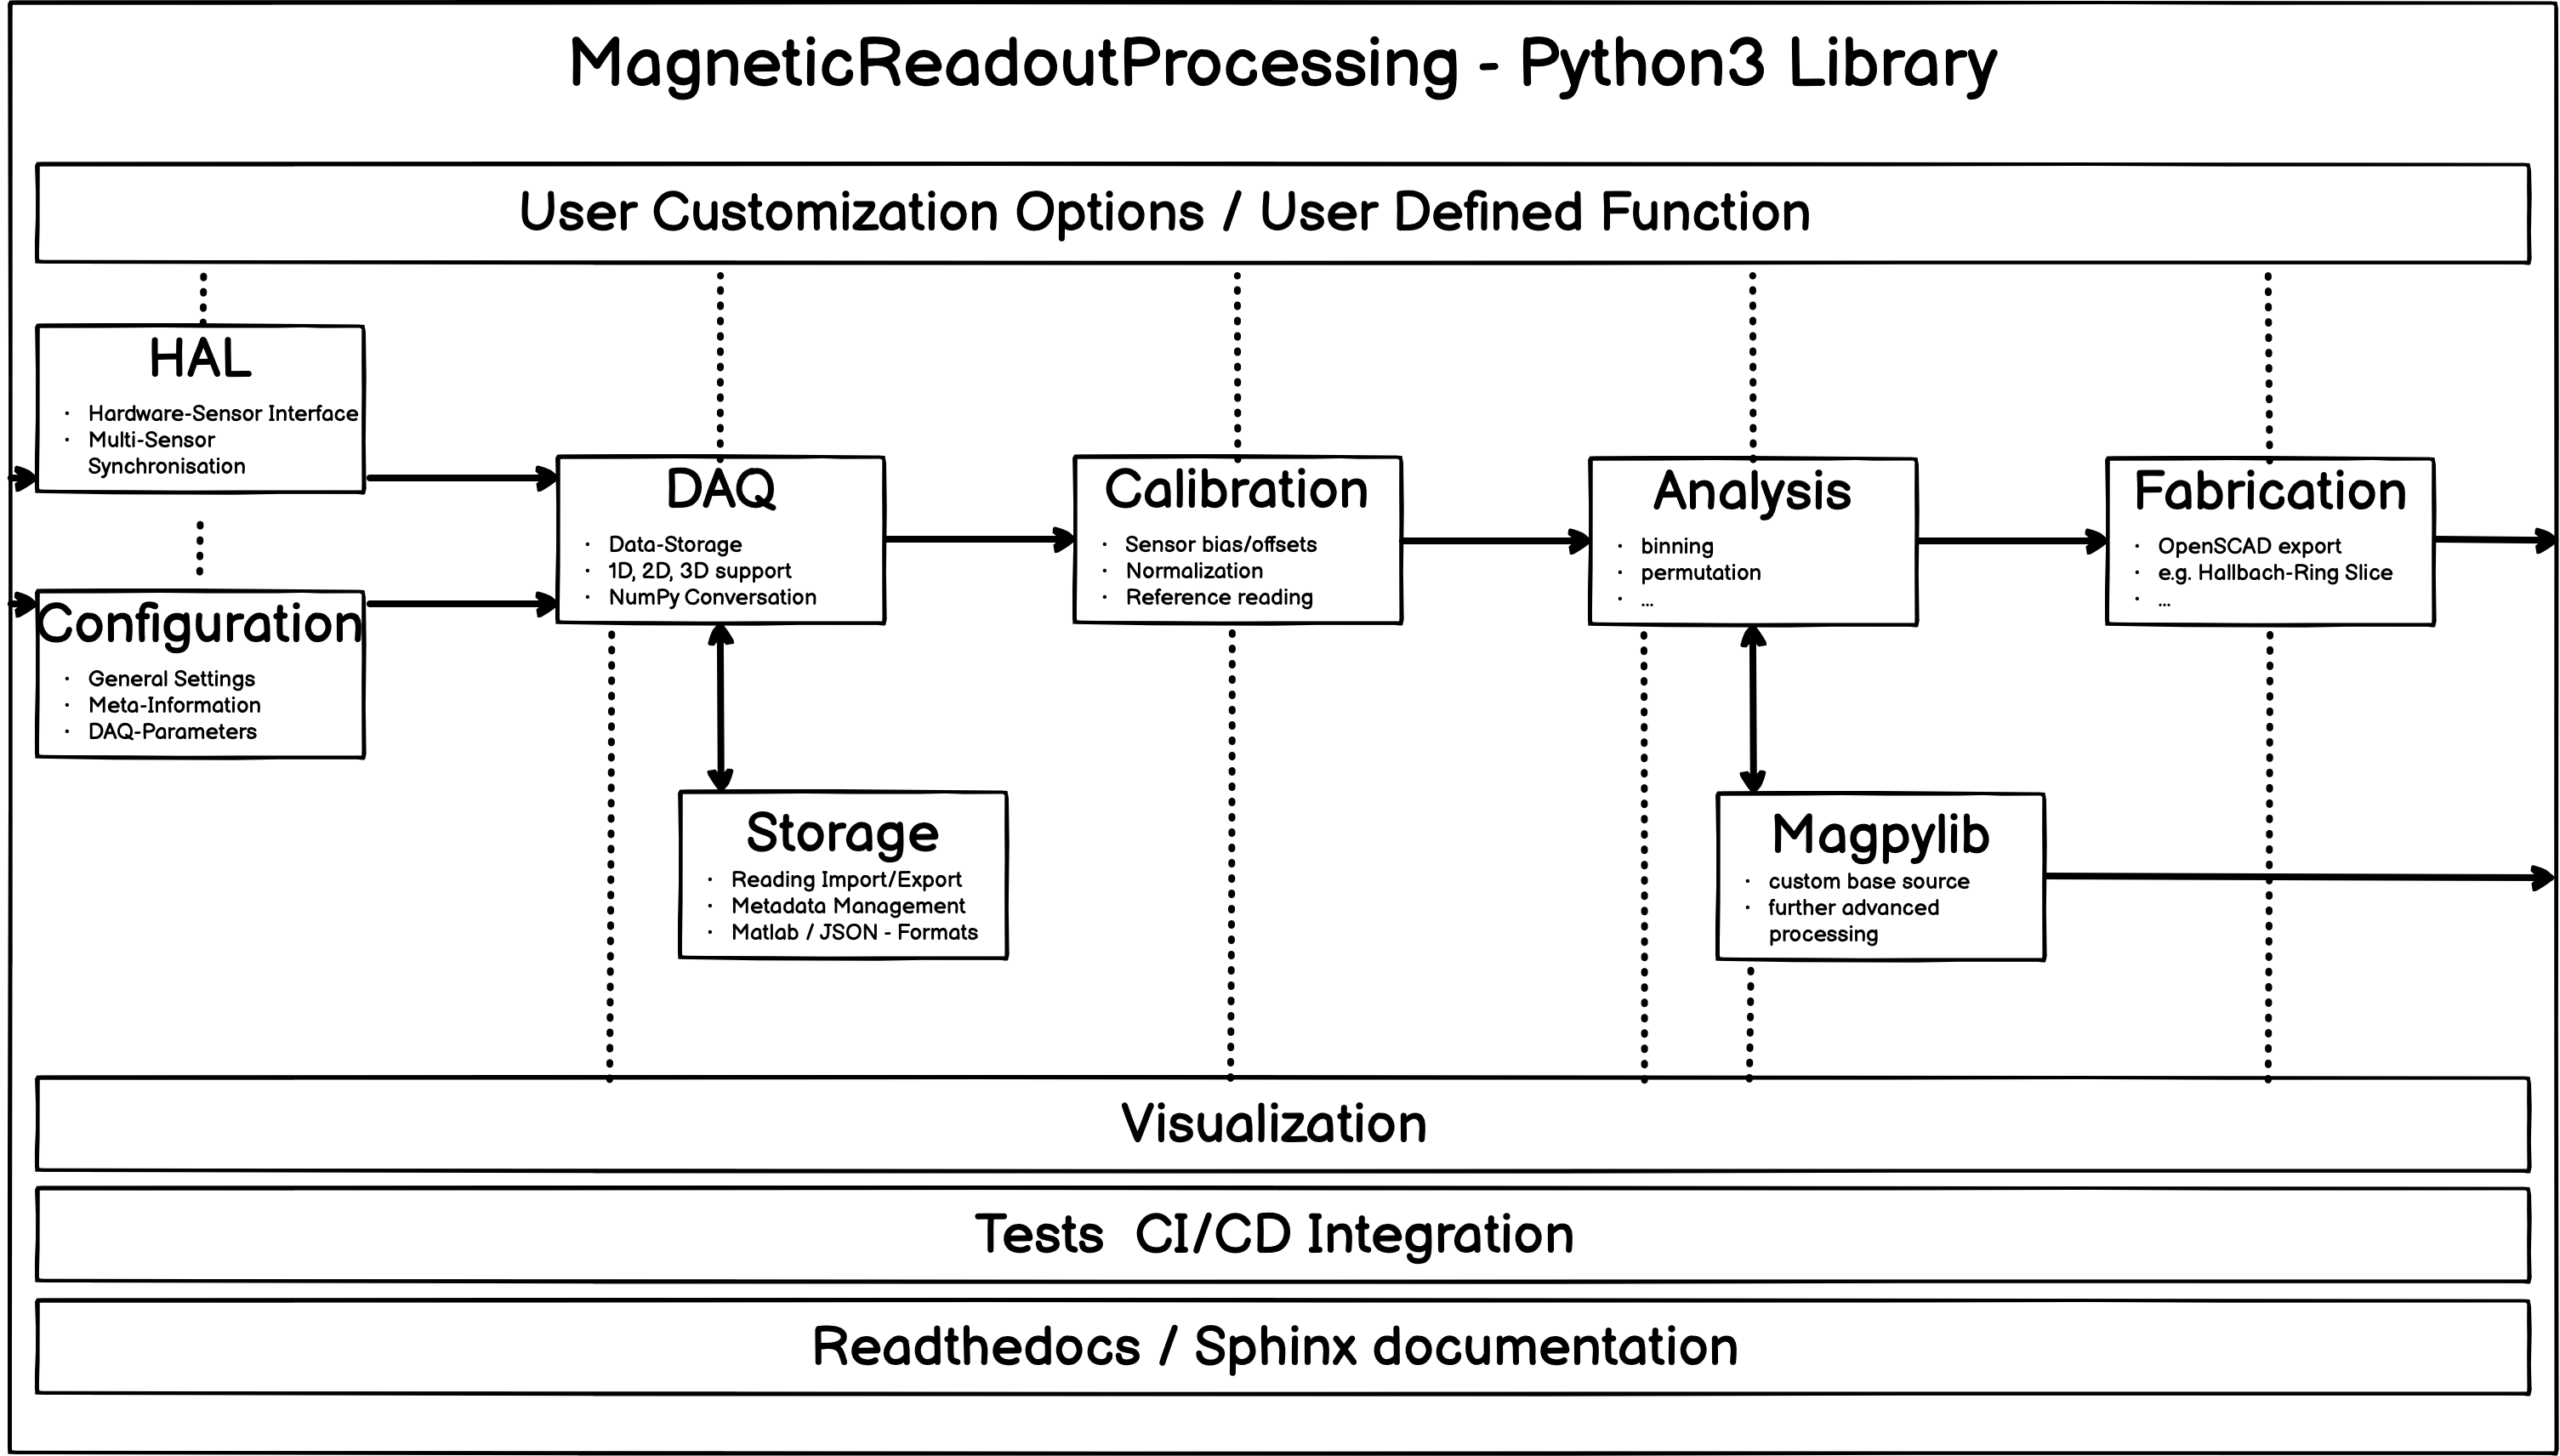 MagneticReadoutProcessing - Python3 Library
User Customization Options / User Defined Function
HAL
· Hardware-Sensor Interface
· Multi-Sensor
Synchronisation
Configuration
· General Settings
· Meta-Information
· DAQ-Parameters
DAQ
· Data-Storage
· 1D, 2D, 3D support
· NumPy Conversation
Storage
· Reading Import/Export
· Metadata Management
· Matlab / JSON - Formats
Calibration
· Sensor bias/offsets
· Normalization
· Reference reading
Analysis
· binning
· permutation
· ...
Magpylib
· custom base source
· further advanced
processing
Fabrication
· OpenSCAD export
· e.g. Hallbach-Ring Slice
· ...
Visualization
Tests  CI/CD Integration
Readthedocs / Sphinx documentation